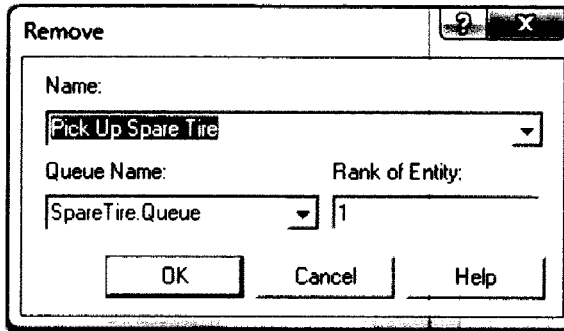 Remove
? X
Name:
Pick Up Spare Tire
Queue Name: Rank of Entity:
SpareTire.Queue 1
OK Cancel Help